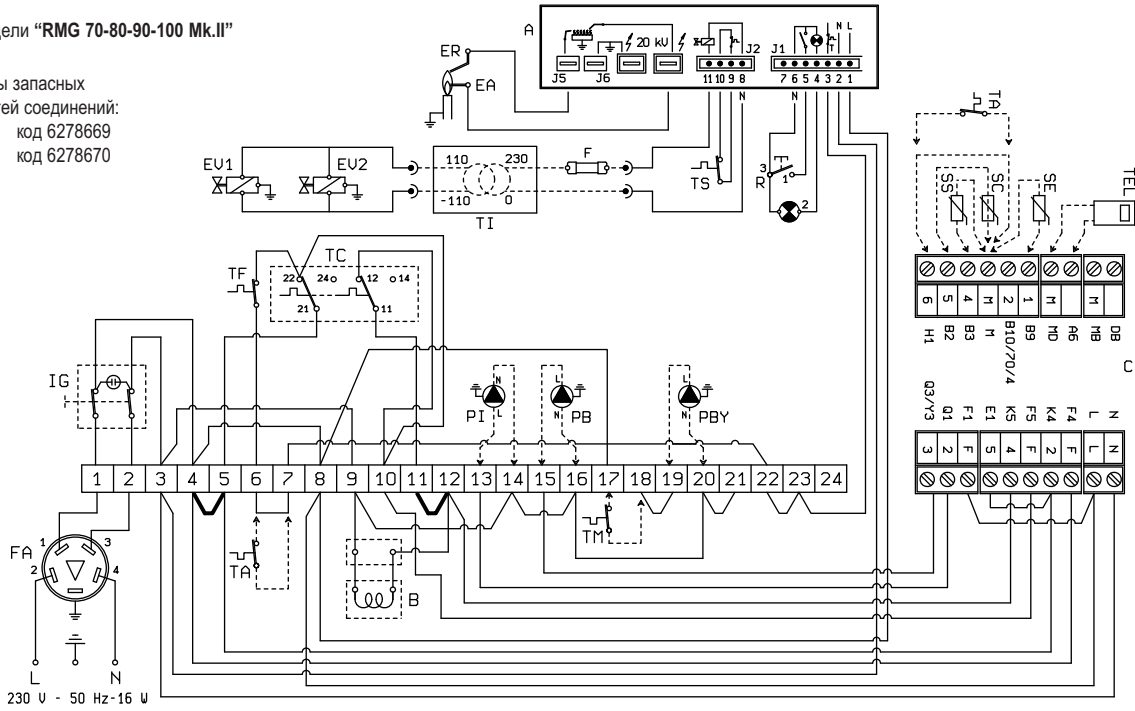 дели “RMG 70-80-90-100 Mk.II”
ы запасных
тей соединений:
код 6278669
код 6278670
A
ER
EA
J5
J6
20 kV
J2
11 10 9 8
N
J1
N L
7 6 5 4 3 2 1
N
EV1
EV2
110
230
-110
0
TI
F
TS
3
R
1
2
TA
SS
SC
SE
TEL
6 5 4 M 2 1 M M
H1 B2 B3 M B10/70/4 B9 MD A6 MB DB
C
Q3/Y3 Q1 F1 E1 K5 F5 K4 F4 L N
3 2 F 5 4 F 2 F L N
TF
TC
22
24
12
14
21
11
IG
N
PI
L
L
PB
N
L
PBY
N
1 2 3 4 5 6 7 8 9 10 11 12 13 14 15 16 17 18 19 20 21 22 23 24
FA
1
3
2
4
TA
TM
B
L
N
230 V - 50 Hz-16 W